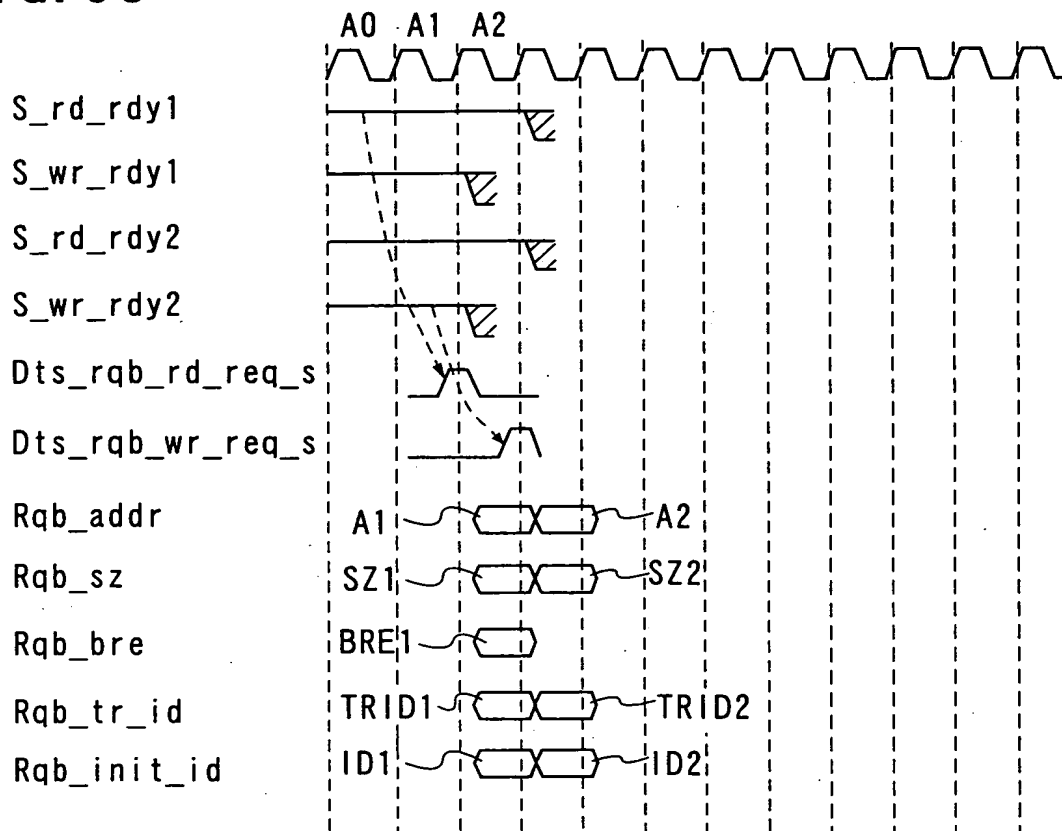 A0 A1 A2
S_rd_rdy1
S_wr_rdy1
S_rd_rdy2
S_wr_rdy2
Dts_rqb_rd_req_s
Dts_rqb_wr_req_s
Rqb_addr A1 A2
Rqb_sz SZ1 SZ2
Rqb_bre BRE1
Rqb_tr_id TRID1 TRID2
Rqb_init_id ID1 ID2